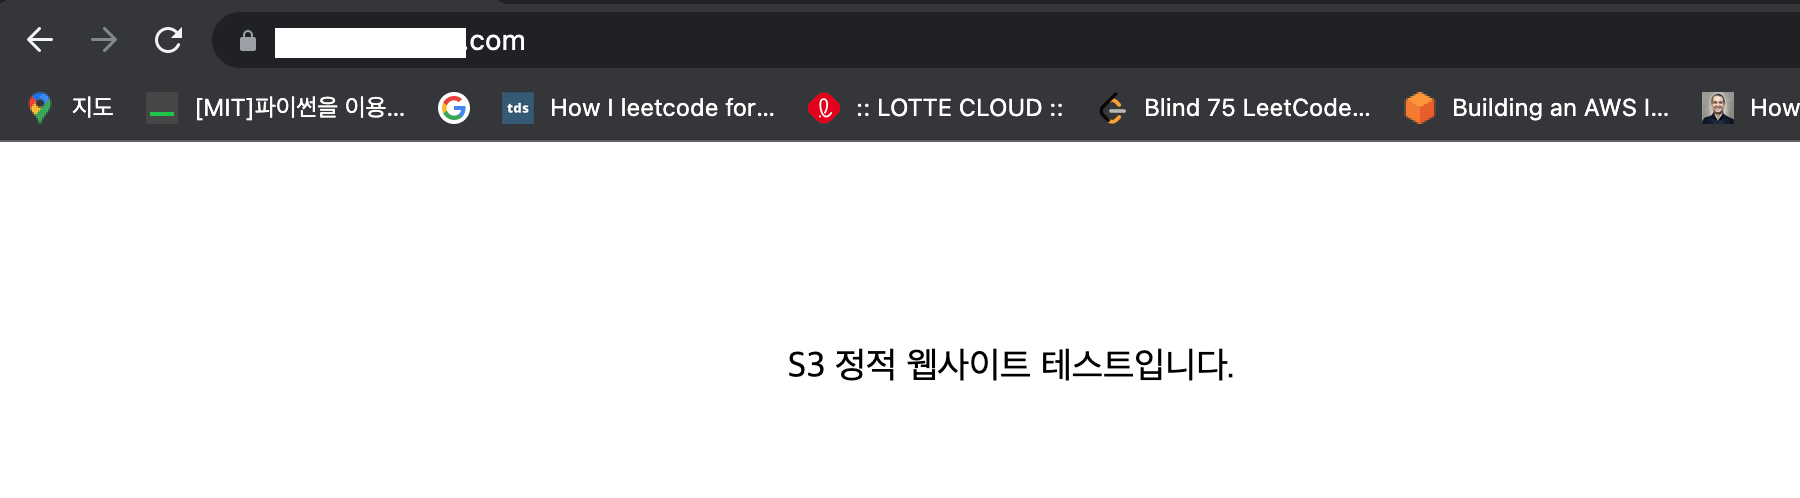 .com
지도 [MIT]파이썬을 이용... tds How I leetcode for... :: LOTTE CLOUD :: Blind 75 LeetCode... Building an AWS I... How
S3 정적 웹사이트 테스트입니다.